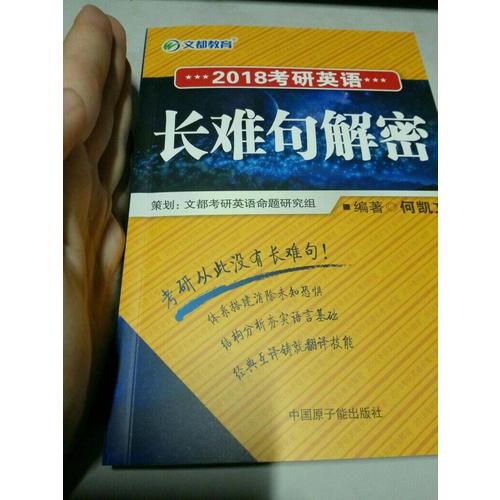 文都教育
2018考研英语
长难句解密
策划：文都考研英语命题研究组
编著◎何凯文
考研从此没有长难句！
体系搭建消除未知恐惧
结构分析夯实语言基础
经典互译铸就翻译技能
中国原子能出版社